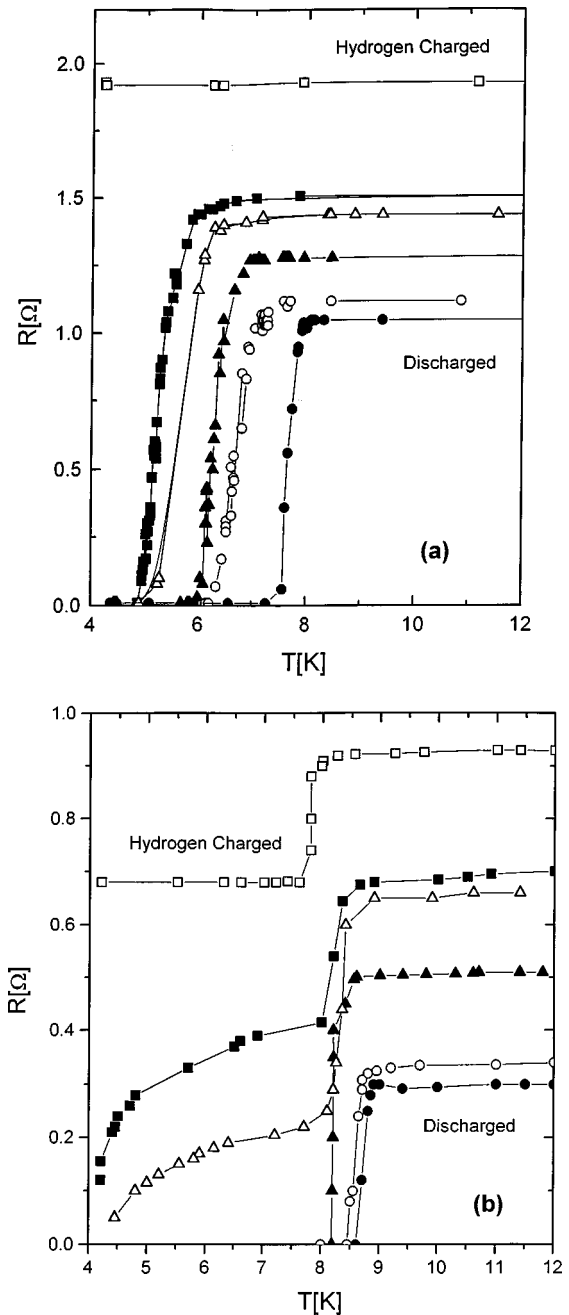 Hydrogen Charged
2.0
1.5
1.0
0.5
0.0
R[Ω]
Discharged
(a)
4 6 8 10 12
T[K]
1.0
0.8
0.6
0.4
0.2
0.0
R[Ω]
Hydrogen Charged
Discharged
(b)
4 5 6 7 8 9 10 11 12
T[K]